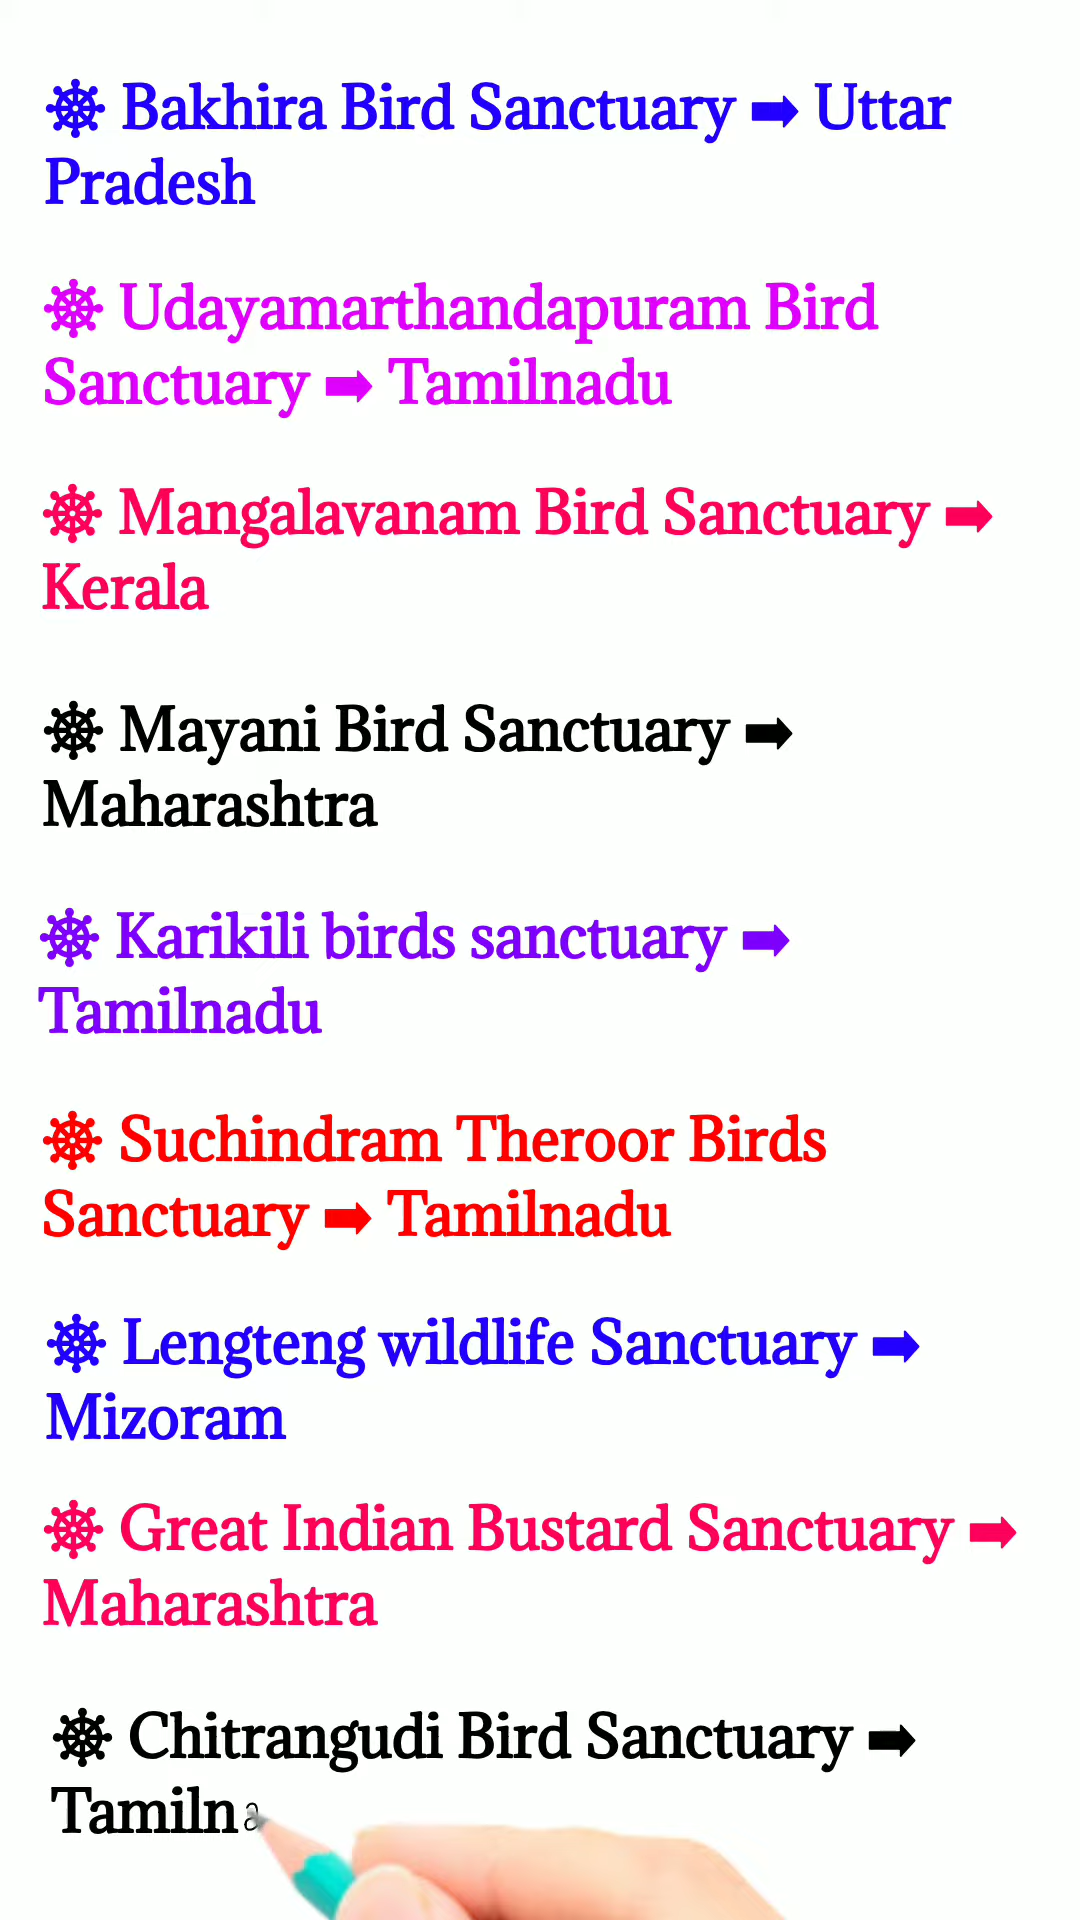 ☸ Bakhira Bird Sanctuary ➡ Uttar
Pradesh
☸ Udayamarthandapuram Bird
Sanctuary ➡ Tamilnadu
☸ Mangalavanam Bird Sanctuary ➡
Kerala
☸ Mayani Bird Sanctuary ➡
Maharashtra
☸ Karikili birds sanctuary ➡
Tamilnadu
☸ Suchindram Theroor Birds
Sanctuary ➡ Tamilnadu
☸ Lengteng wildlife Sanctuary ➡
Mizoram
☸ Great Indian Bustard Sanctuary ➡
Maharashtra
☸ Chitrangudi Bird Sanctuary ➡
Tamilna